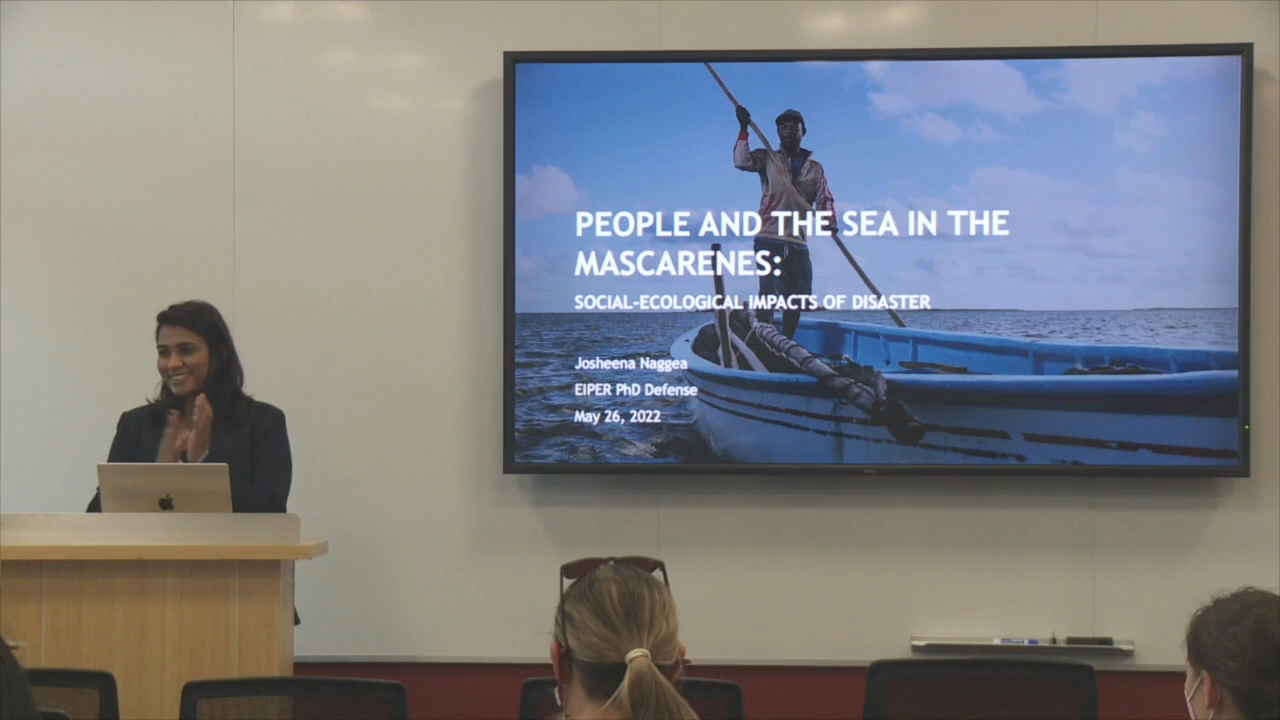 PEOPLE AND THE SEA IN THE
MASCARENES:
SOCIAL-ECOLOGICAL IMPACTS OF DISASTER
Josheena Naggea
EIPER PhD Defense
May 26, 2022